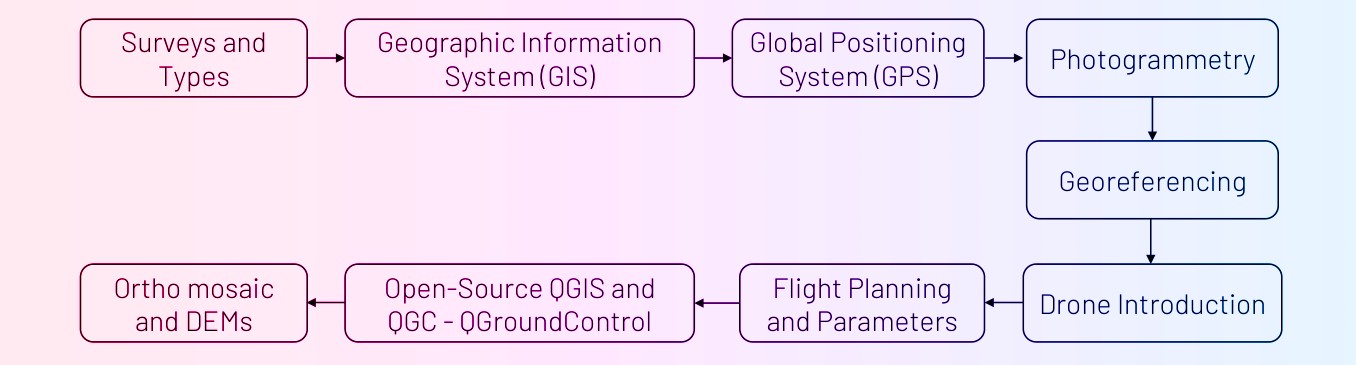 Surveys and
Types
Geographic Information
System (GIS)
Global Positioning
System (GPS)
Photogrammetry
Georeferencing
Drone Introduction
Flight Planning
and Parameters
Open-Source QGIS and
QGC - QGroundControl
Ortho mosaic
and DEMs